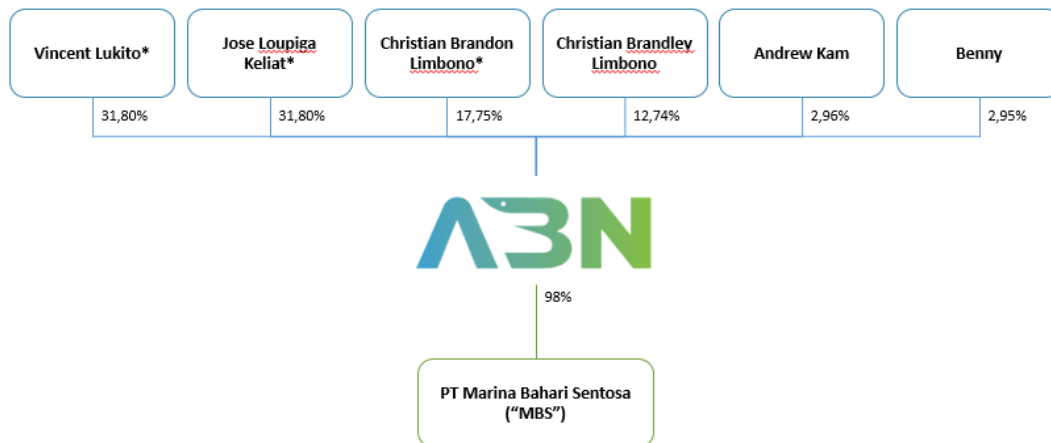 Vincent Lukito*
Jose Loupiga
Keliat*
Christian Brandon
Limbono*
Christian Brandley
Limbono
Andrew Kam
Benny
31,80%
31,80%
17,75%
12,74%
2,96%
2,95%
ABN
98%
PT Marina Bahari Sentosa
(“MBS”)